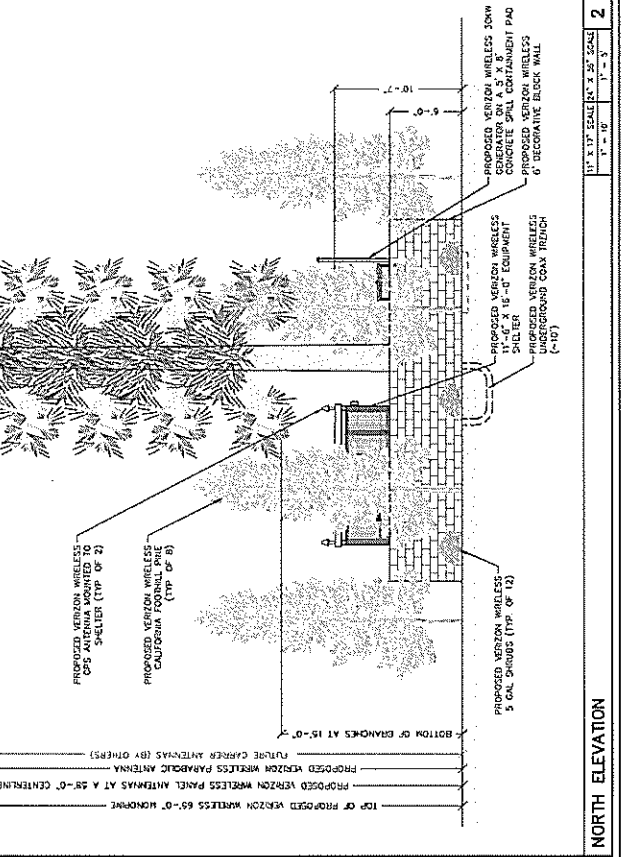 TOP OF PROPOSED VERIZON WIRELESS 65'-0" MONOPINE
PROPOSED VERIZON WIRELESS PANEL ANTENNAS AT A 58'-0" CENTERLINE
PROPOSED VERIZON WIRELESS PARABOLIC ANTENNA
FUTURE CARRIER ANTENNAS (BY OTHERS)
BOTTOM OF BRANCHES AT 15'-0"
PROPOSED VERIZON WIRELESS
GPS ANTENNA MOUNTED TO
SHELTER (TYP OF 2)
PROPOSED VERIZON WIRELESS
CALIFORNIA FOOTHILL PINE
(TYP OF 8)
PROPOSED VERIZON WIRELESS
5 GAL SHRUBS (TYP. OF 12)
10'-7"
6'-0"
PROPOSED VERIZON WIRELESS 30KW
GENERATOR ON A 5' X 8'
CONCRETE SPILL CONTAINMENT PAD
PROPOSED VERIZON WIRELESS
6' DECORATIVE BLOCK WALL
PROPOSED VERIZON WIRELESS
11'-6" X 16'-0" EQUIPMENT
SHELTER
PROPOSED VERIZON WIRELESS
UNDERGROUND COAX TRENCH
(~10')
NORTH ELEVATION
11" X 17" SCALE
1" = 10'
24" X 36" SCALE
1" = 5'
2